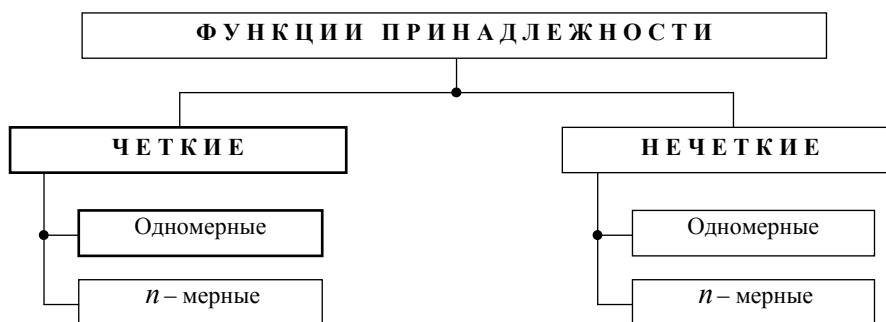 ФУНКЦИИ ПРИНАДЛЕЖНОСТИ
ЧЕТКИЕ
НЕЧЕТКИЕ
Одномерные
Одномерные
n – мерные
n – мерные